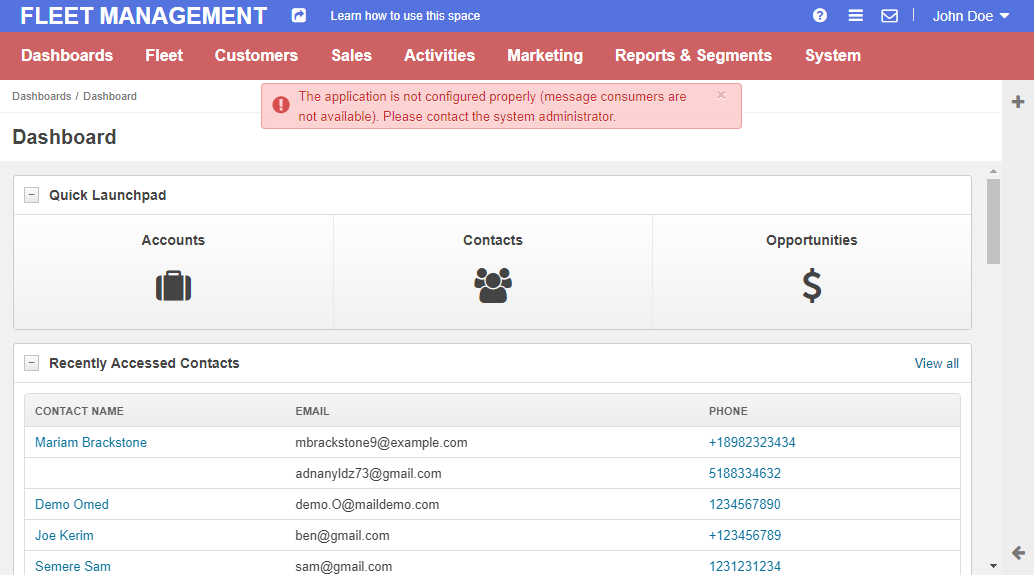 FLEET MANAGEMENT Learn how to use this space John Doe
Dashboards Fleet Customers Sales Activities Marketing Reports & Segments System
Dashboards / Dashboard
The application is not configured properly (message consumers are
not available). Please contact the system administrator.
×
Dashboard
Quick Launchpad
Accounts Contacts Opportunities
Recently Accessed Contacts View all
CONTACT NAME EMAIL PHONE
Mariam Brackstone mbrackstone9@example.com +18982323434
adnanyldz73@gmail.com 5188334632
Demo Omed demo.O@maildemo.com 1234567890
Joe Kerim ben@gmail.com +123456789
Semere Sam sam@gmail.com 1231231234